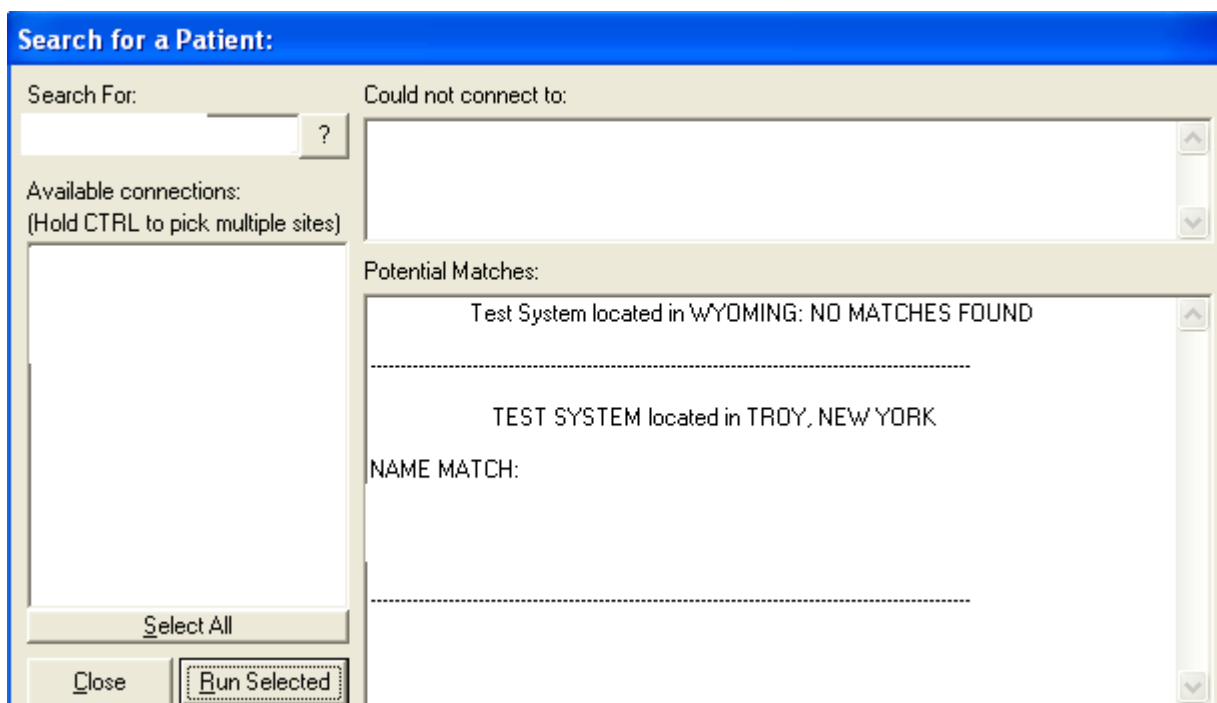 Search for a Patient:
Search For:
?
Available connections:
(Hold CTRL to pick multiple sites)
Select All
Close
Run Selected
Could not connect to:
Potential Matches:
Test System located in WYOMING: NO MATCHES FOUND
----------------------------------------------------------------------------------------------------
TEST SYSTEM located in TROY, NEW YORK
NAME MATCH:
----------------------------------------------------------------------------------------------------